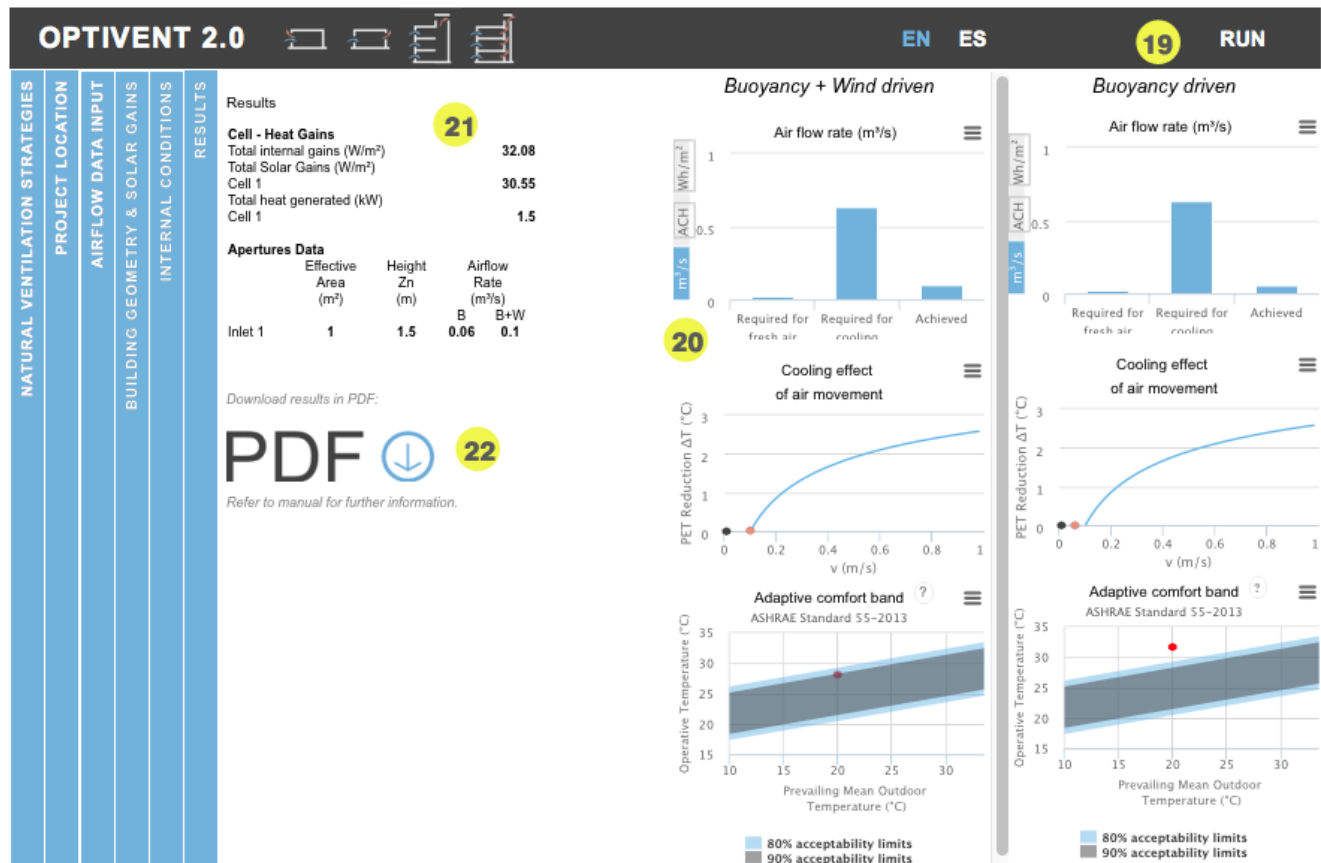 OPTIVENT 2.0
EN ES
19
RUN
NATURAL VENTILATION STRATEGIES
PROJECT LOCATION
AIRFLOW DATA INPUT
BUILDING GEOMETRY & SOLAR GAINS
INTERNAL CONDITIONS
RESULTS
Results
21
Cell - Heat Gains
Total internal gains (W/m²) 32.08
Total Solar Gains (W/m²)
Cell 1 30.55
Total heat generated (kW)
Cell 1 1.5
Apertures Data
Effective Height Airflow
Area Zn Rate
(m²) (m) (m³/s)
B B+W
Inlet 1 1 1.5 0.06 0.1
Download results in PDF:
PDF
22
Refer to manual for further information.
Buoyancy + Wind driven
Air flow rate (m³/s)
Wh/m²
ACH
m³/s
1
0.5
0
Required for Required for Achieved
fresh air cooling
20
Cooling effect
of air movement
PET Reduction ΔT (°C)
3
2
1
0
0 0.2 0.4 0.6 0.8 1
v (m/s)
Adaptive comfort band ?
ASHRAE Standard 55-2013
Operative Temperature (°C)
35
30
25
20
15
10 15 20 25 30
Prevailing Mean Outdoor
Temperature (°C)
80% acceptability limits
90% acceptability limits
Buoyancy driven
Air flow rate (m³/s)
Wh/m²
ACH
m³/s
1
0.5
0
Required for Required for Achieved
fresh air cooling
Cooling effect
of air movement
PET Reduction ΔT (°C)
3
2
1
0
0 0.2 0.4 0.6 0.8 1
v (m/s)
Adaptive comfort band ?
ASHRAE Standard 55-2013
Operative Temperature (°C)
35
30
25
20
15
10 15 20 25 30
Prevailing Mean Outdoor
Temperature (°C)
80% acceptability limits
90% acceptability limits